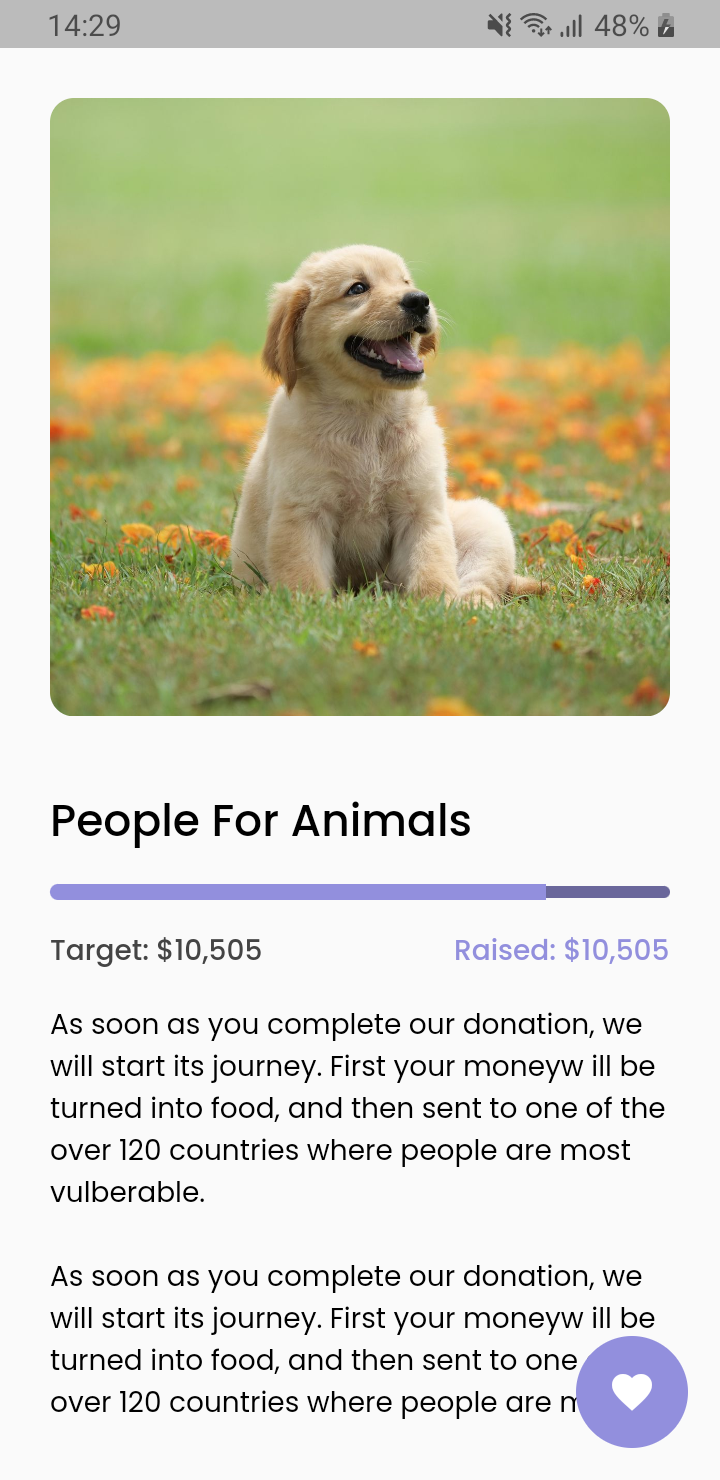 14:29
48%
People For Animals
Target: $10,505
Raised: $10,505
As soon as you complete our donation, we
will start its journey. First your moneyw ill be
turned into food, and then sent to one of the
over 120 countries where people are most
vulberable.
As soon as you complete our donation, we
will start its journey. First your moneyw ill be
turned into food, and then sent to one
over 120 countries where people are